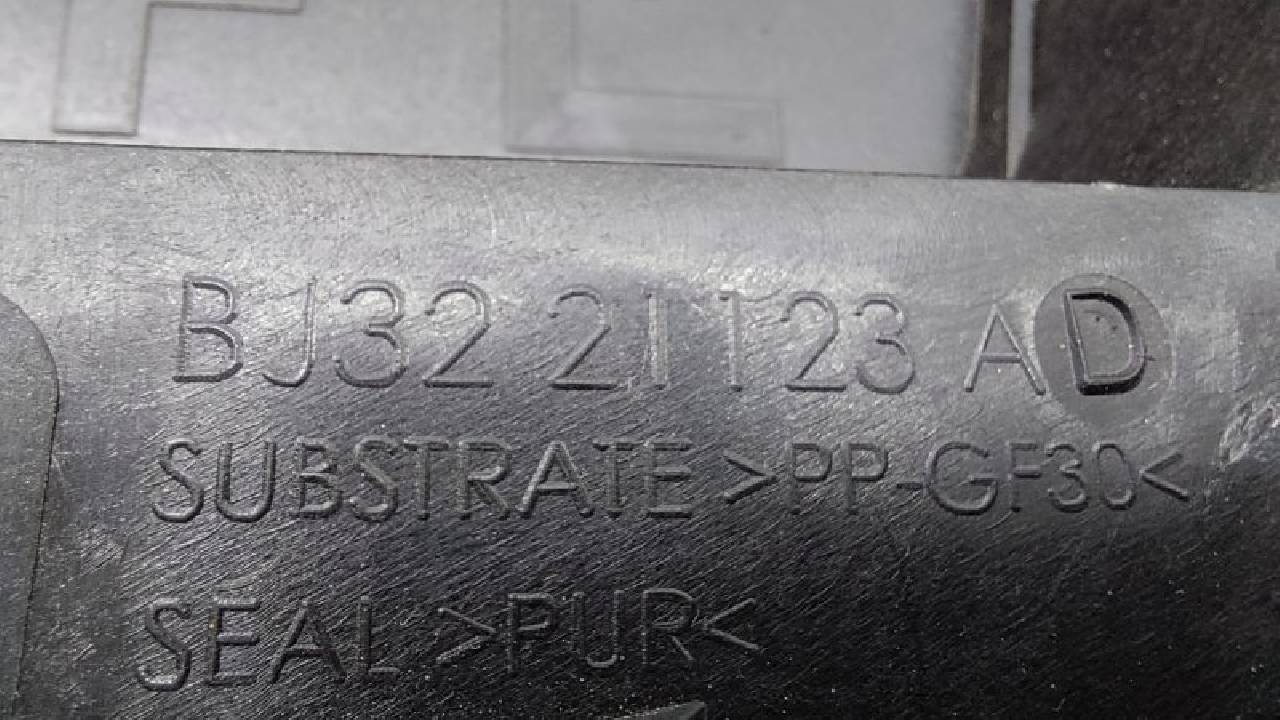 BJ32 21123 AD
SUBSTRATE >PP-GF30<
SEAL >PUR<